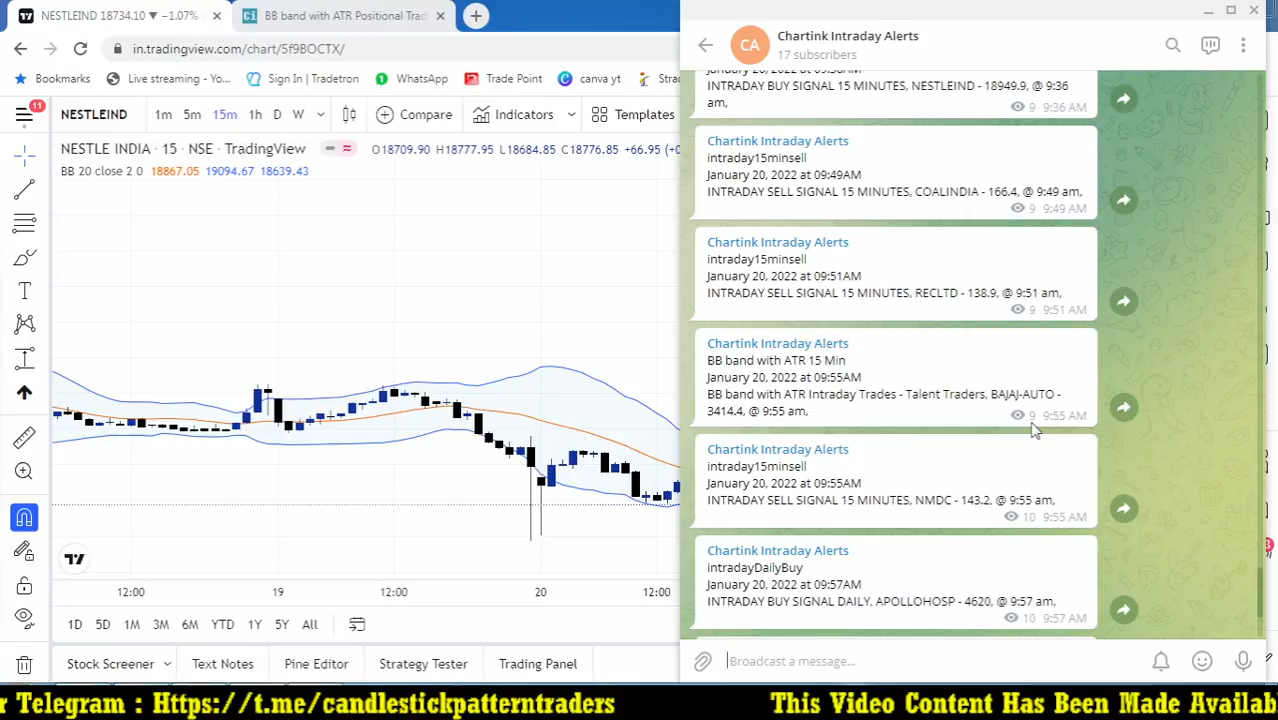 NESTLEIND 18734.10 ▼ −1.07%
BB band with ATR Positional Trad
in.tradingview.com/chart/5f9BOCTX/
Bookmarks
Live streaming - Yo...
Sign In | Tradetron
WhatsApp
Trade Point
canva yt
Stra
11
NESTLEIND
1m 5m 15m 1h D W
Compare
Indicators
Templates
NESTLE INDIA · 15 · NSE · TradingView
O18709.90 H18777.95 L18684.85 C18776.85 +66.95 (+0
BB 20 close 2 0 18867.05 19094.67 18639.43
12:00
19
12:00
20
12:00
1D 5D 1M 3M 6M YTD 1Y 5Y All
Stock Screener
Text Notes
Pine Editor
Strategy Tester
Trading Panel
CA
Chartink Intraday Alerts
17 subscribers
INTRADAY BUY SIGNAL 15 MINUTES, NESTLEIND - 18949.9, @ 9:36
am,
9 9:36 AM
Chartink Intraday Alerts
intraday15minsell
January 20, 2022 at 09:49AM
INTRADAY SELL SIGNAL 15 MINUTES, COALINDIA - 166.4, @ 9:49 am,
9 9:49 AM
Chartink Intraday Alerts
intraday15minsell
January 20, 2022 at 09:51AM
INTRADAY SELL SIGNAL 15 MINUTES, RECLTD - 138.9, @ 9:51 am,
9 9:51 AM
Chartink Intraday Alerts
BB band with ATR 15 Min
January 20, 2022 at 09:55AM
BB band with ATR Intraday Trades - Talent Traders, BAJAJ-AUTO -
3414.4, @ 9:55 am,
9 9:55 AM
Chartink Intraday Alerts
intraday15minsell
January 20, 2022 at 09:55AM
INTRADAY SELL SIGNAL 15 MINUTES, NMDC - 143.2, @ 9:55 am,
10 9:55 AM
Chartink Intraday Alerts
intradayDailyBuy
January 20, 2022 at 09:57AM
INTRADAY BUY SIGNAL DAILY, APOLLOHOSP - 4620, @ 9:57 am,
10 9:57 AM
Broadcast a message...
r Telegram : Https://t.me/candlestickpatterntraders
This Video Content Has Been Made Availab